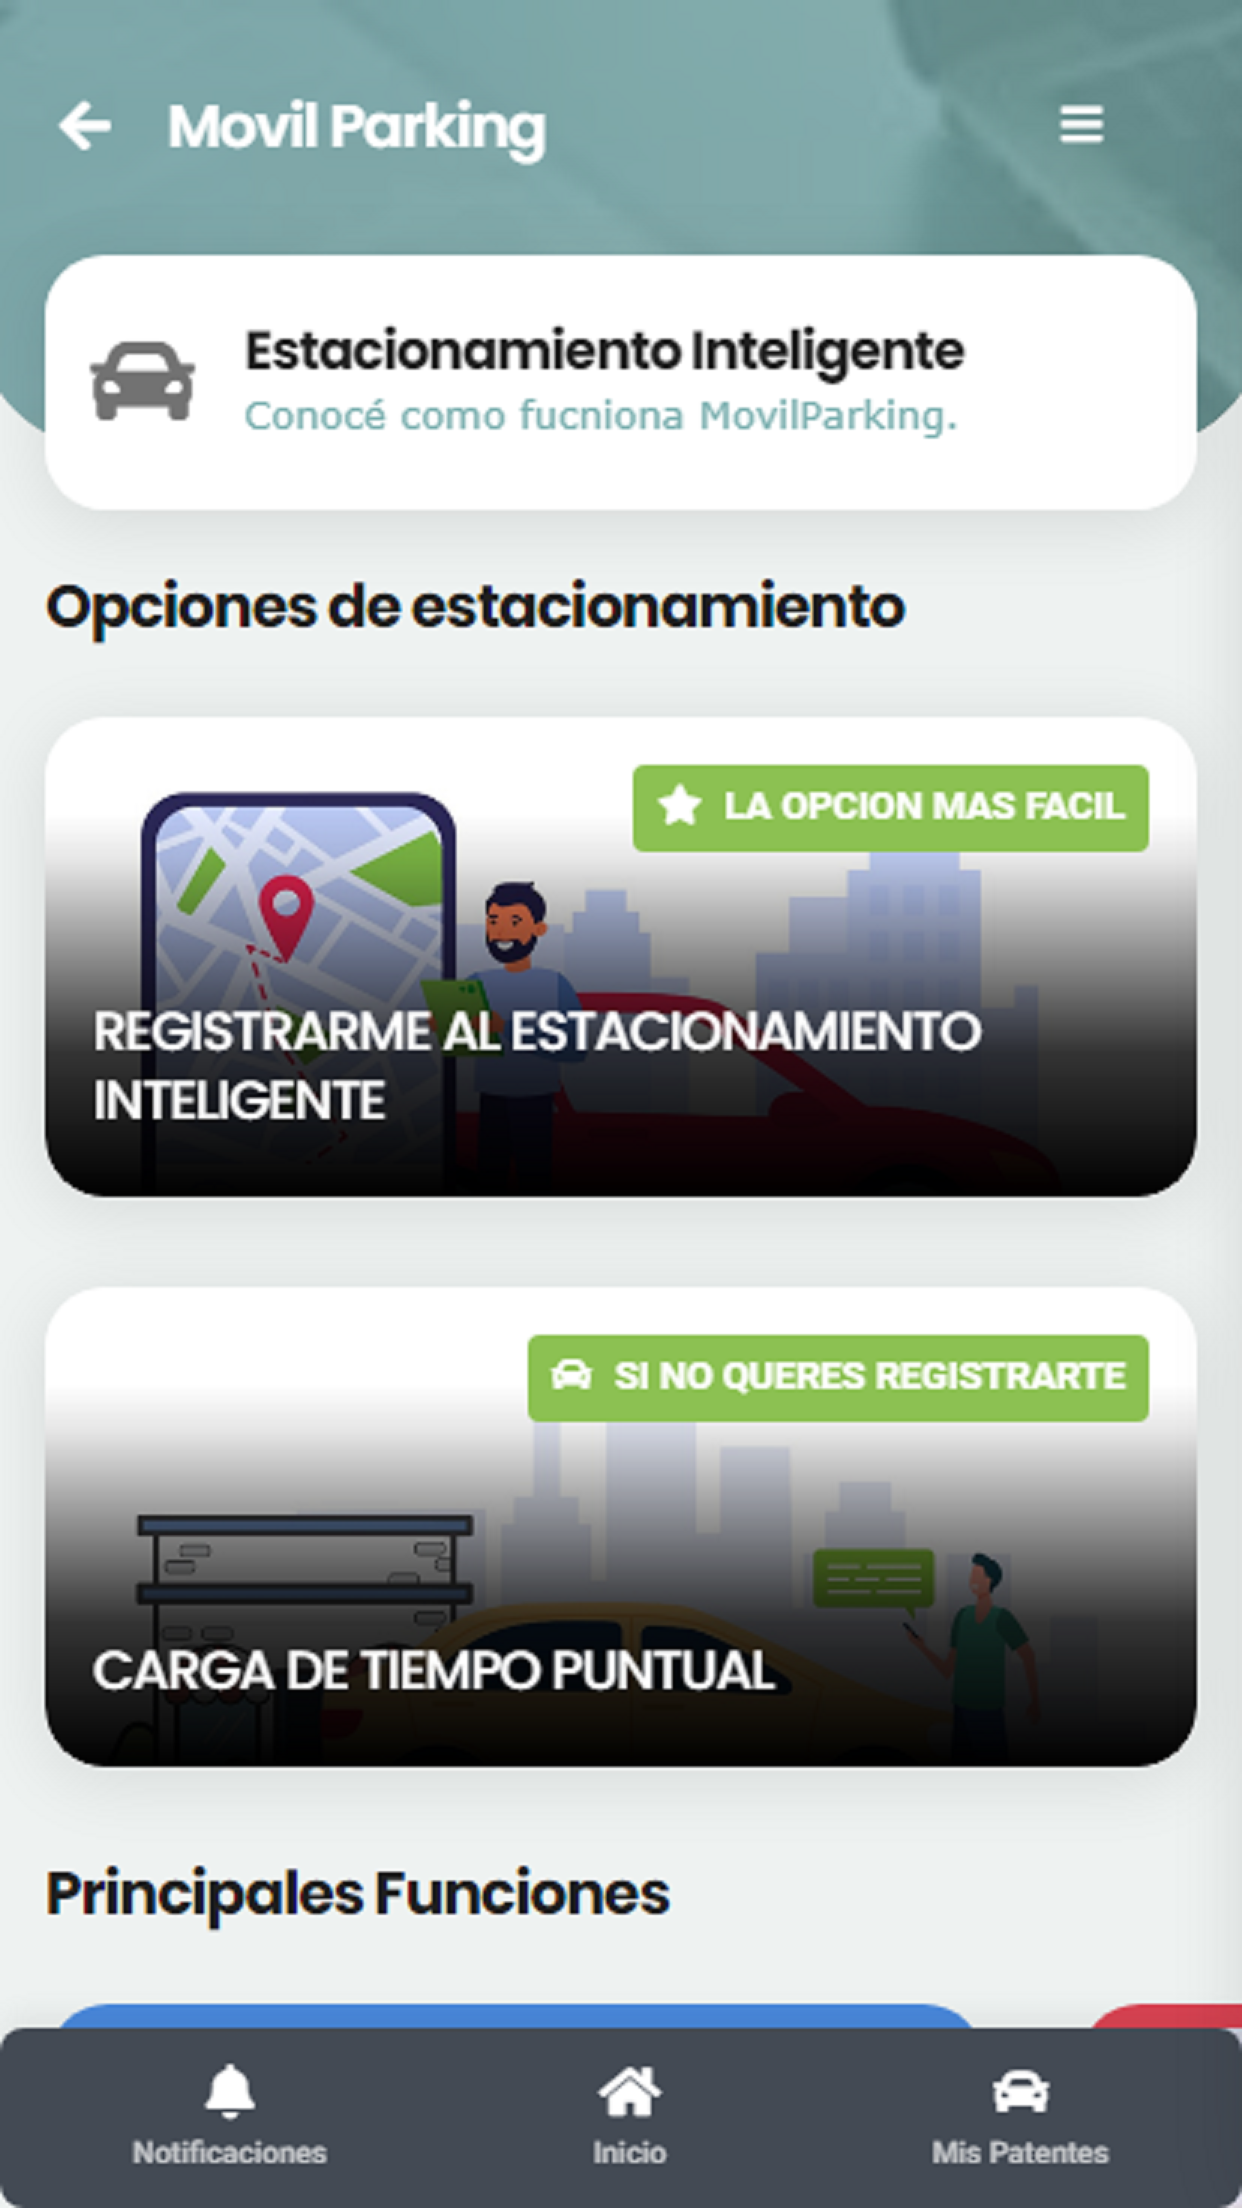 Movil Parking
Estacionamiento Inteligente
Conocé como fucniona MovilParking.
Opciones de estacionamiento
LA OPCION MAS FACIL
REGISTRARME AL ESTACIONAMIENTO
INTELIGENTE
SI NO QUERES REGISTRARTE
CARGA DE TIEMPO PUNTUAL
Principales Funciones
Notificaciones
Inicio
Mis Patentes